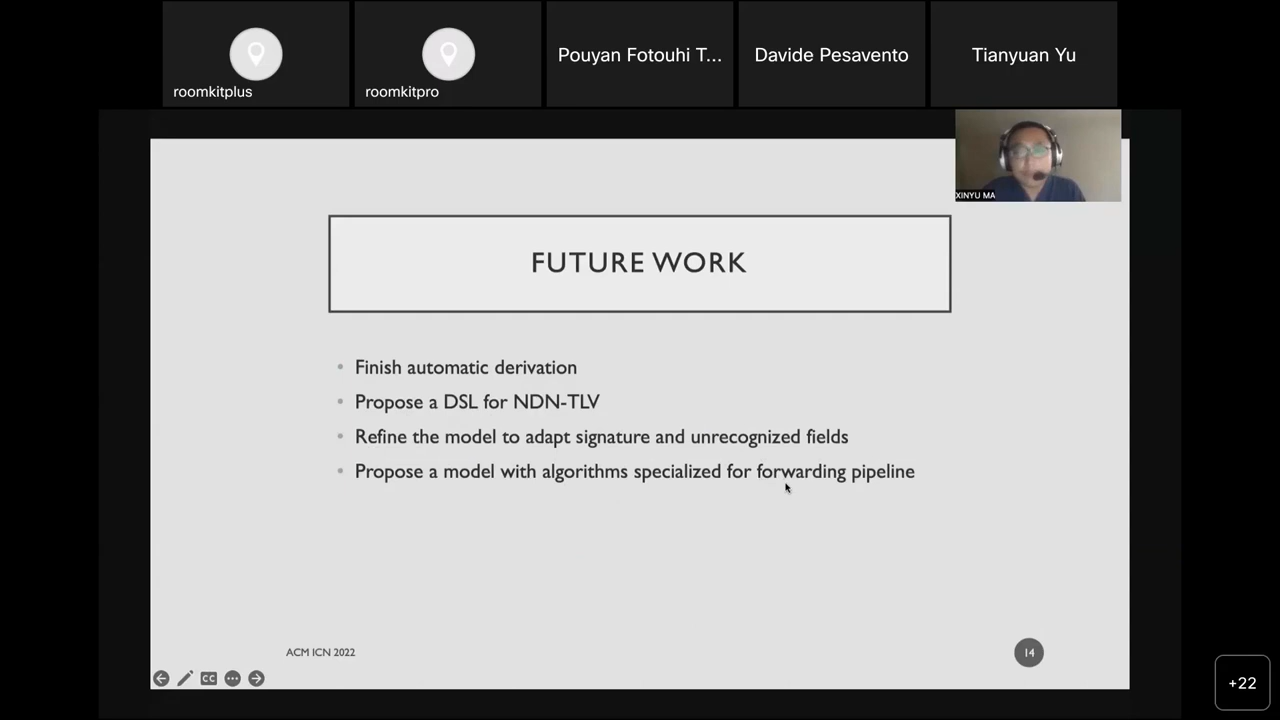 Pouyan Fotouhi T...
Davide Pesavento
Tianyuan Yu
roomkitplus
roomkitpro
XINYU MA
FUTURE WORK
Finish automatic derivation
Propose a DSL for NDN-TLV
Refine the model to adapt signature and unrecognized fields
Propose a model with algorithms specialized for forwarding pipeline
ACM ICN 2022
14
CC
+22